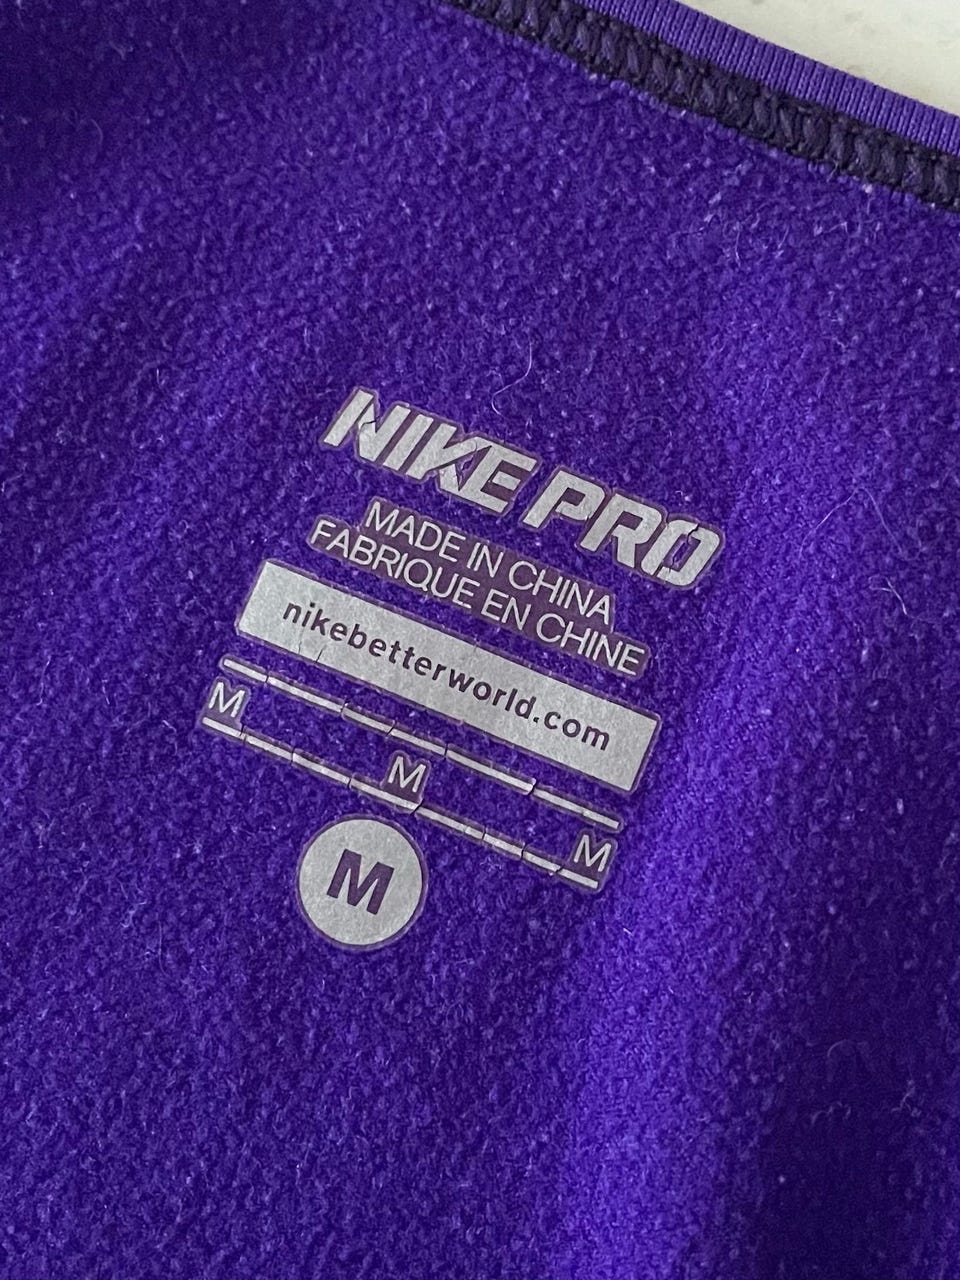 NIKE PRO
MADE IN CHINA
FABRIQUE EN CHINE
nikebetterworld.com
M
M
M
M